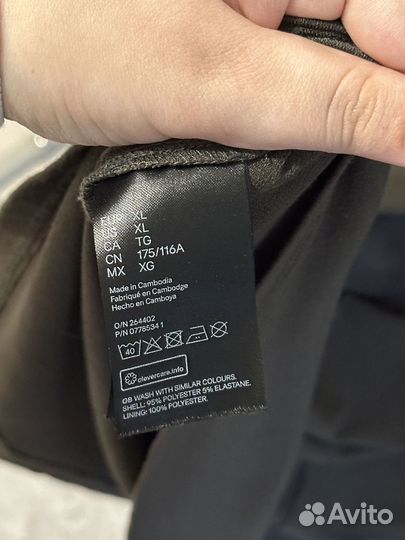 EUR XL
US XL
CA TG
CN 175/116A
MX XG
Made in Cambodia
Fabriqué en Cambodge
Hecho en Camboya
O/N 264402
P/N 0778534 1
40
clevercare.info
GB WASH WITH SIMILAR COLOURS.
SHELL: 95% POLYESTER 5% ELASTANE.
LINING: 100% POLYESTER.
Avito